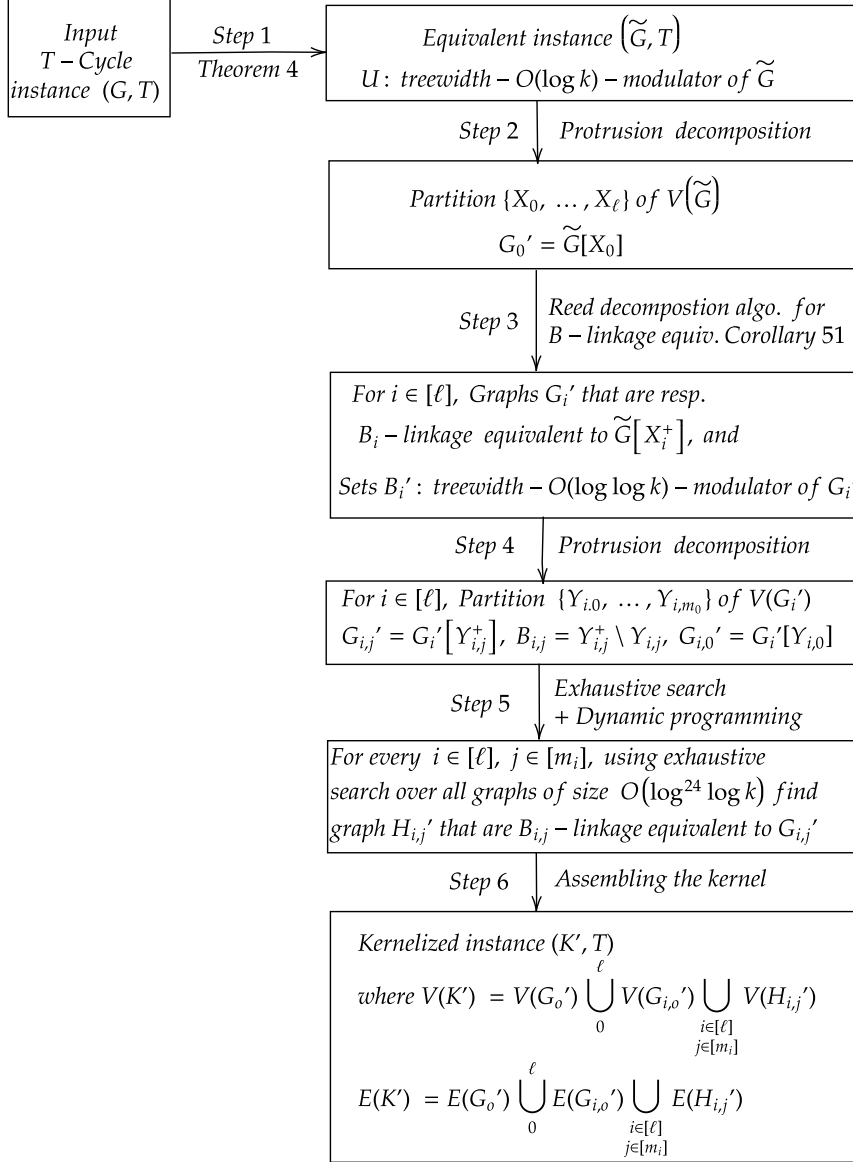 Input
T − Cycle
instance (G, T)
Step 1
Theorem 4
Equivalent instance (G̃, T)
U : treewidth − O(log k) − modulator of G̃
Step 2 Protrusion decomposition
Partition {X₀, … , X_ℓ} of V(G̃)
G₀' = G̃[X₀]
Step 3
Reed decompostion algo. for
B − linkage equiv. Corollary 51
For i ∈ [ℓ], Graphs Gᵢ' that are resp.
Bᵢ − linkage equivalent to G̃[Xᵢ⁺], and
Sets Bᵢ' : treewidth − O(log log k) − modulator of Gᵢ'
Step 4 Protrusion decomposition
For i ∈ [ℓ], Partition {Y_{i.0}, … , Y_{i,m₀}} of V(Gᵢ')
G_{i,j}' = Gᵢ'[Y_{i,j}⁺], B_{i,j} = Y_{i,j}⁺ \ Y_{i,j}, G_{i,0}' = Gᵢ'[Y_{i,0}]
Step 5
Exhaustive search
+ Dynamic programming
For every i ∈ [ℓ], j ∈ [mᵢ], using exhaustive
search over all graphs of size O(log²⁴ log k) find
graph H_{i,j}' that are B_{i,j} − linkage equivalent to G_{i,j}'
Step 6 Assembling the kernel
Kernelized instance (K', T)
where V(K') = V(G_o') ⋃_{0}^{ℓ} V(G_{i,o}') ⋃_{i∈[ℓ] j∈[mᵢ]} V(H_{i,j}')
E(K') = E(G_o') ⋃_{0}^{ℓ} E(G_{i,o}') ⋃_{i∈[ℓ] j∈[mᵢ]} E(H_{i,j}')